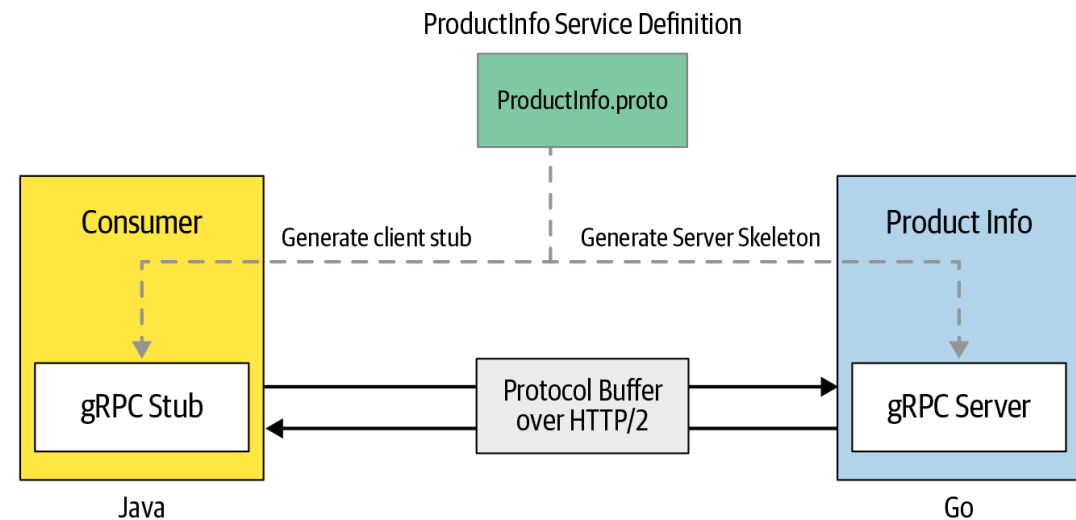 ProductInfo Service Definition
ProductInfo.proto
Consumer
Product Info
Generate client stub
Generate Server Skeleton
gRPC Stub
Protocol Buffer
over HTTP/2
gRPC Server
Java
Go